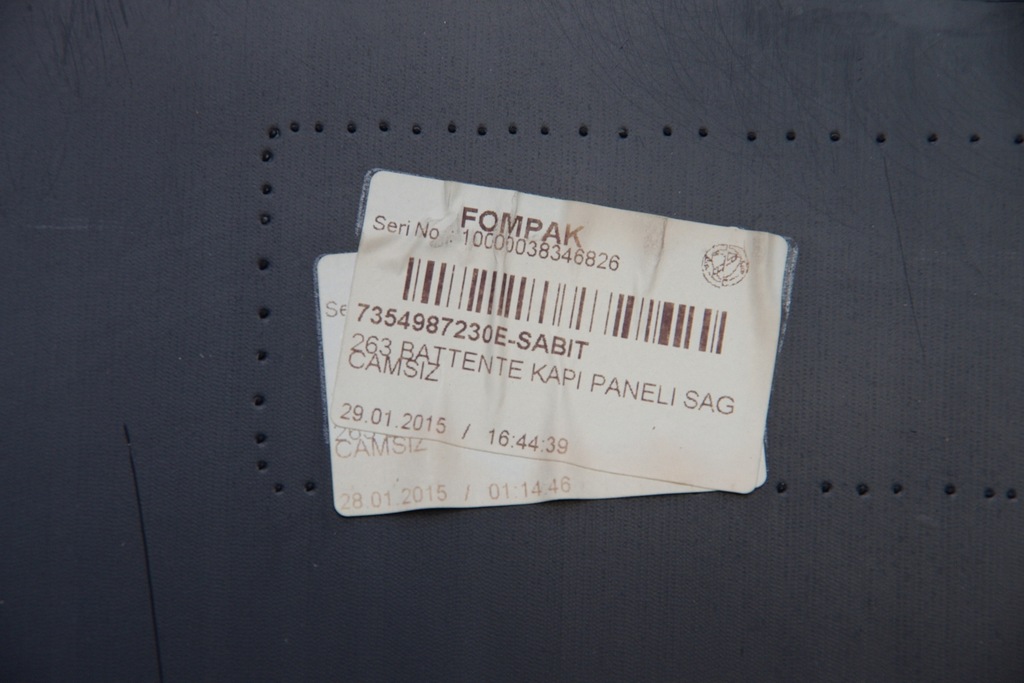 FOMPAK
Seri No : 10000038346826
7354987230E-SABIT
263 BATTENTE KAPI PANELI SAG
CAMSIZ
29.01.2015 / 16:44:39
Se
263
CAMSIZ
28.01.2015 / 01:14:46